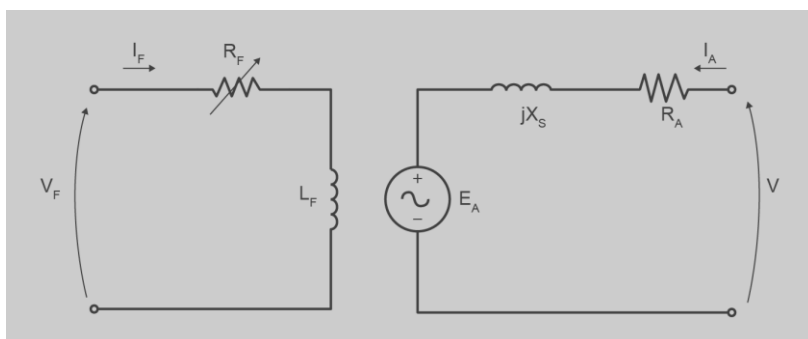 I_F
R_F
I_A
jX_S
R_A
V_F
L_F
+
−
E_A
V